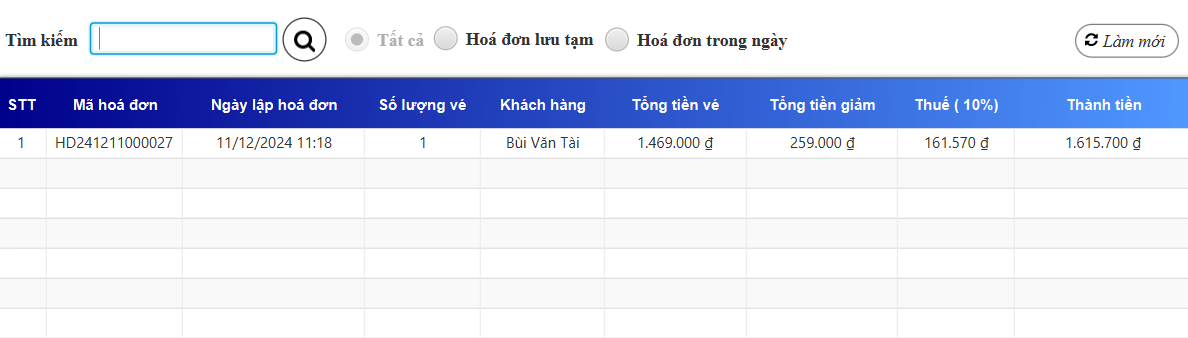 Tìm kiếm Tất cả Hoá đơn lưu tạm Hoá đơn trong ngày Làm mới
STT Mã hoá đơn Ngày lập hoá đơn Số lượng vé Khách hàng Tổng tiền vé Tổng tiền giảm Thuế ( 10%) Thành tiền
1 HD241211000027 11/12/2024 11:18 1 Bùi Văn Tài 1.469.000 ₫ 259.000 ₫ 161.570 ₫ 1.615.700 ₫